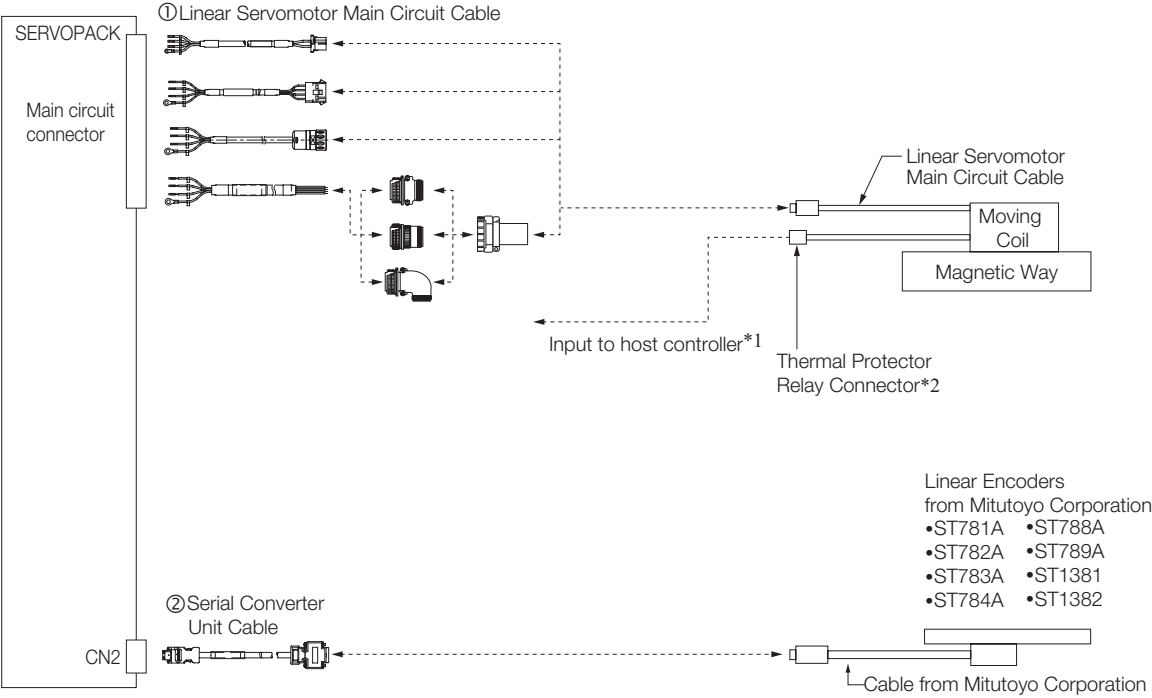 ①Linear Servomotor Main Circuit Cable
SERVOPACK
Main circuit
connector
Linear Servomotor
Main Circuit Cable
Moving
Coil
Magnetic Way
Input to host controller*1
Thermal Protector
Relay Connector*2
Linear Encoders
from Mitutoyo Corporation
•ST781A •ST788A
•ST782A •ST789A
•ST783A •ST1381
•ST784A •ST1382
②Serial Converter
Unit Cable
CN2
Cable from Mitutoyo Corporation